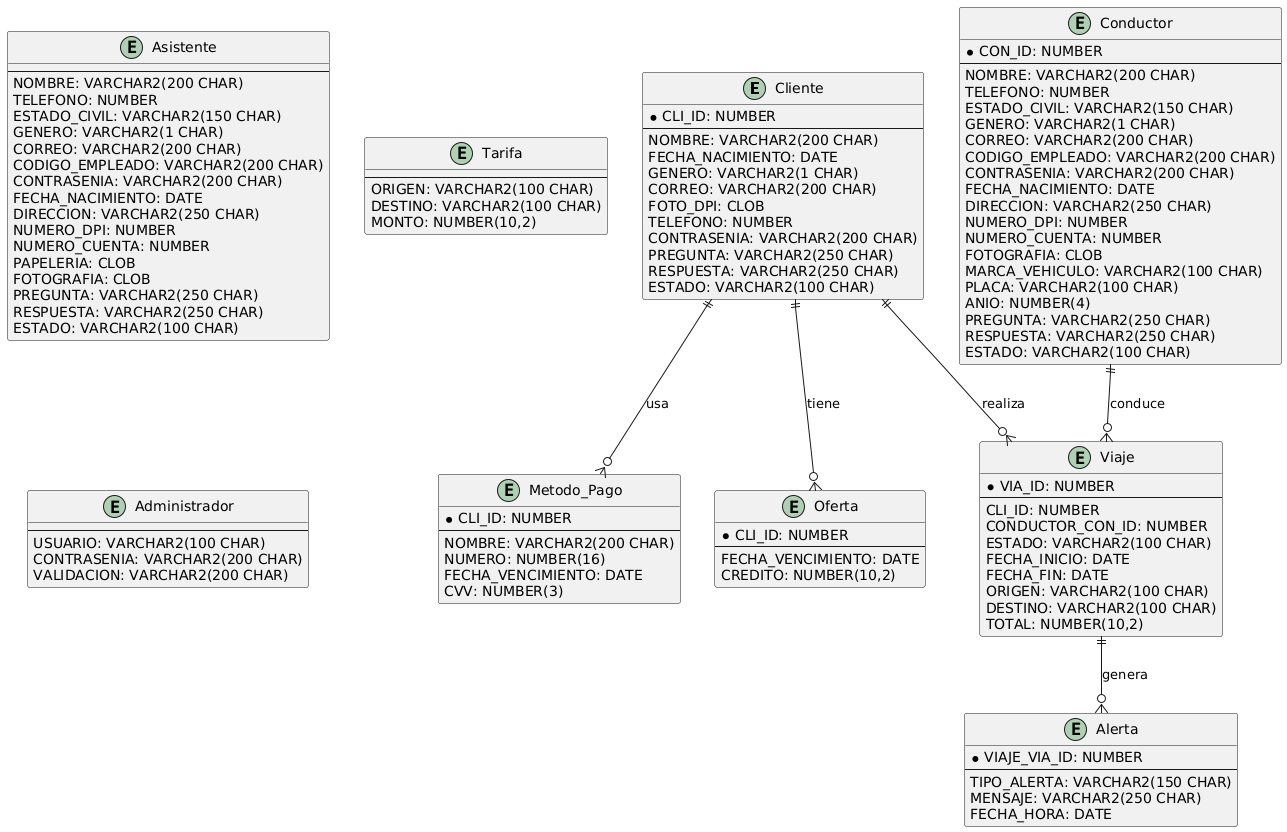 E Asistente
NOMBRE: VARCHAR2(200 CHAR)
TELEFONO: NUMBER
ESTADO_CIVIL: VARCHAR2(150 CHAR)
GENERO: VARCHAR2(1 CHAR)
CORREO: VARCHAR2(200 CHAR)
CODIGO_EMPLEADO: VARCHAR2(200 CHAR)
CONTRASENIA: VARCHAR2(200 CHAR)
FECHA_NACIMIENTO: DATE
DIRECCION: VARCHAR2(250 CHAR)
NUMERO_DPI: NUMBER
NUMERO_CUENTA: NUMBER
PAPELERIA: CLOB
FOTOGRAFIA: CLOB
PREGUNTA: VARCHAR2(250 CHAR)
RESPUESTA: VARCHAR2(250 CHAR)
ESTADO: VARCHAR2(100 CHAR)
E Tarifa
ORIGEN: VARCHAR2(100 CHAR)
DESTINO: VARCHAR2(100 CHAR)
MONTO: NUMBER(10,2)
E Cliente
CLI_ID: NUMBER
NOMBRE: VARCHAR2(200 CHAR)
FECHA_NACIMIENTO: DATE
GENERO: VARCHAR2(1 CHAR)
CORREO: VARCHAR2(200 CHAR)
FOTO_DPI: CLOB
TELEFONO: NUMBER
CONTRASENIA: VARCHAR2(200 CHAR)
PREGUNTA: VARCHAR2(250 CHAR)
RESPUESTA: VARCHAR2(250 CHAR)
ESTADO: VARCHAR2(100 CHAR)
E Conductor
CON_ID: NUMBER
NOMBRE: VARCHAR2(200 CHAR)
TELEFONO: NUMBER
ESTADO_CIVIL: VARCHAR2(150 CHAR)
GENERO: VARCHAR2(1 CHAR)
CORREO: VARCHAR2(200 CHAR)
CODIGO_EMPLEADO: VARCHAR2(200 CHAR)
CONTRASENIA: VARCHAR2(200 CHAR)
FECHA_NACIMIENTO: DATE
DIRECCION: VARCHAR2(250 CHAR)
NUMERO_DPI: NUMBER
NUMERO_CUENTA: NUMBER
FOTOGRAFIA: CLOB
MARCA_VEHICULO: VARCHAR2(100 CHAR)
PLACA: VARCHAR2(100 CHAR)
ANIO: NUMBER(4)
PREGUNTA: VARCHAR2(250 CHAR)
RESPUESTA: VARCHAR2(250 CHAR)
ESTADO: VARCHAR2(100 CHAR)
usa
tiene
realiza
conduce
E Administrador
USUARIO: VARCHAR2(100 CHAR)
CONTRASENIA: VARCHAR2(200 CHAR)
VALIDACION: VARCHAR2(200 CHAR)
E Metodo_Pago
CLI_ID: NUMBER
NOMBRE: VARCHAR2(200 CHAR)
NUMERO: NUMBER(16)
FECHA_VENCIMIENTO: DATE
CVV: NUMBER(3)
E Oferta
CLI_ID: NUMBER
FECHA_VENCIMIENTO: DATE
CREDITO: NUMBER(10,2)
E Viaje
VIA_ID: NUMBER
CLI_ID: NUMBER
CONDUCTOR_CON_ID: NUMBER
ESTADO: VARCHAR2(100 CHAR)
FECHA_INICIO: DATE
FECHA_FIN: DATE
ORIGEN: VARCHAR2(100 CHAR)
DESTINO: VARCHAR2(100 CHAR)
TOTAL: NUMBER(10,2)
genera
E Alerta
VIAJE_VIA_ID: NUMBER
TIPO_ALERTA: VARCHAR2(150 CHAR)
MENSAJE: VARCHAR2(250 CHAR)
FECHA_HORA: DATE